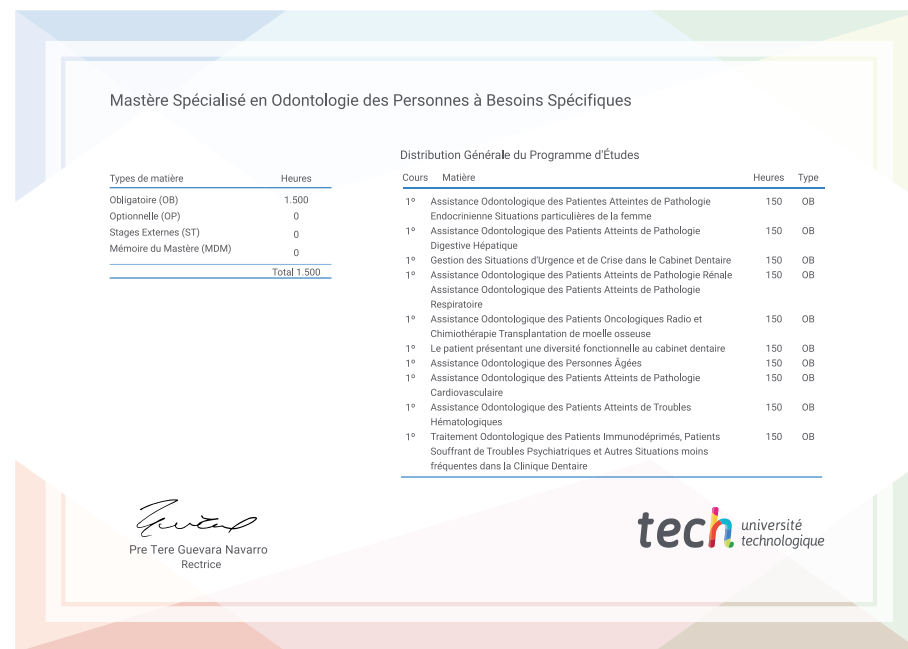 Mastère Spécialisé en Odontologie des Personnes à Besoins Spécifiques
Types de matière Heures
Obligatoire (OB) 1.500
Optionnelle (OP) 0
Stages Externes (ST) 0
Mémoire du Mastère (MDM) 0
Total 1.500
Distribution Générale du Programme d'Études
Cours Matière Heures Type
1º Assistance Odontologique des Patientes Atteintes de Pathologie 150 OB
Endocrinienne Situations particulières de la femme
1º Assistance Odontologique des Patients Atteints de Pathologie 150 OB
Digestive Hépatique
1º Gestion des Situations d'Urgence et de Crise dans le Cabinet Dentaire 150 OB
1º Assistance Odontologique des Patients Atteints de Pathologie Rénale 150 OB
Assistance Odontologique des Patients Atteints de Pathologie
Respiratoire
1º Assistance Odontologique des Patients Oncologiques Radio et 150 OB
Chimiothérapie Transplantation de moelle osseuse
1º Le patient présentant une diversité fonctionnelle au cabinet dentaire 150 OB
1º Assistance Odontologique des Personnes Âgées 150 OB
1º Assistance Odontologique des Patients Atteints de Pathologie 150 OB
Cardiovasculaire
1º Assistance Odontologique des Patients Atteints de Troubles 150 OB
Hématologiques
1º Traitement Odontologique des Patients Immunodéprimés, Patients 150 OB
Souffrant de Troubles Psychiatriques et Autres Situations moins
fréquentes dans la Clinique Dentaire
Pre Tere Guevara Navarro
Rectrice
tech université
technologique